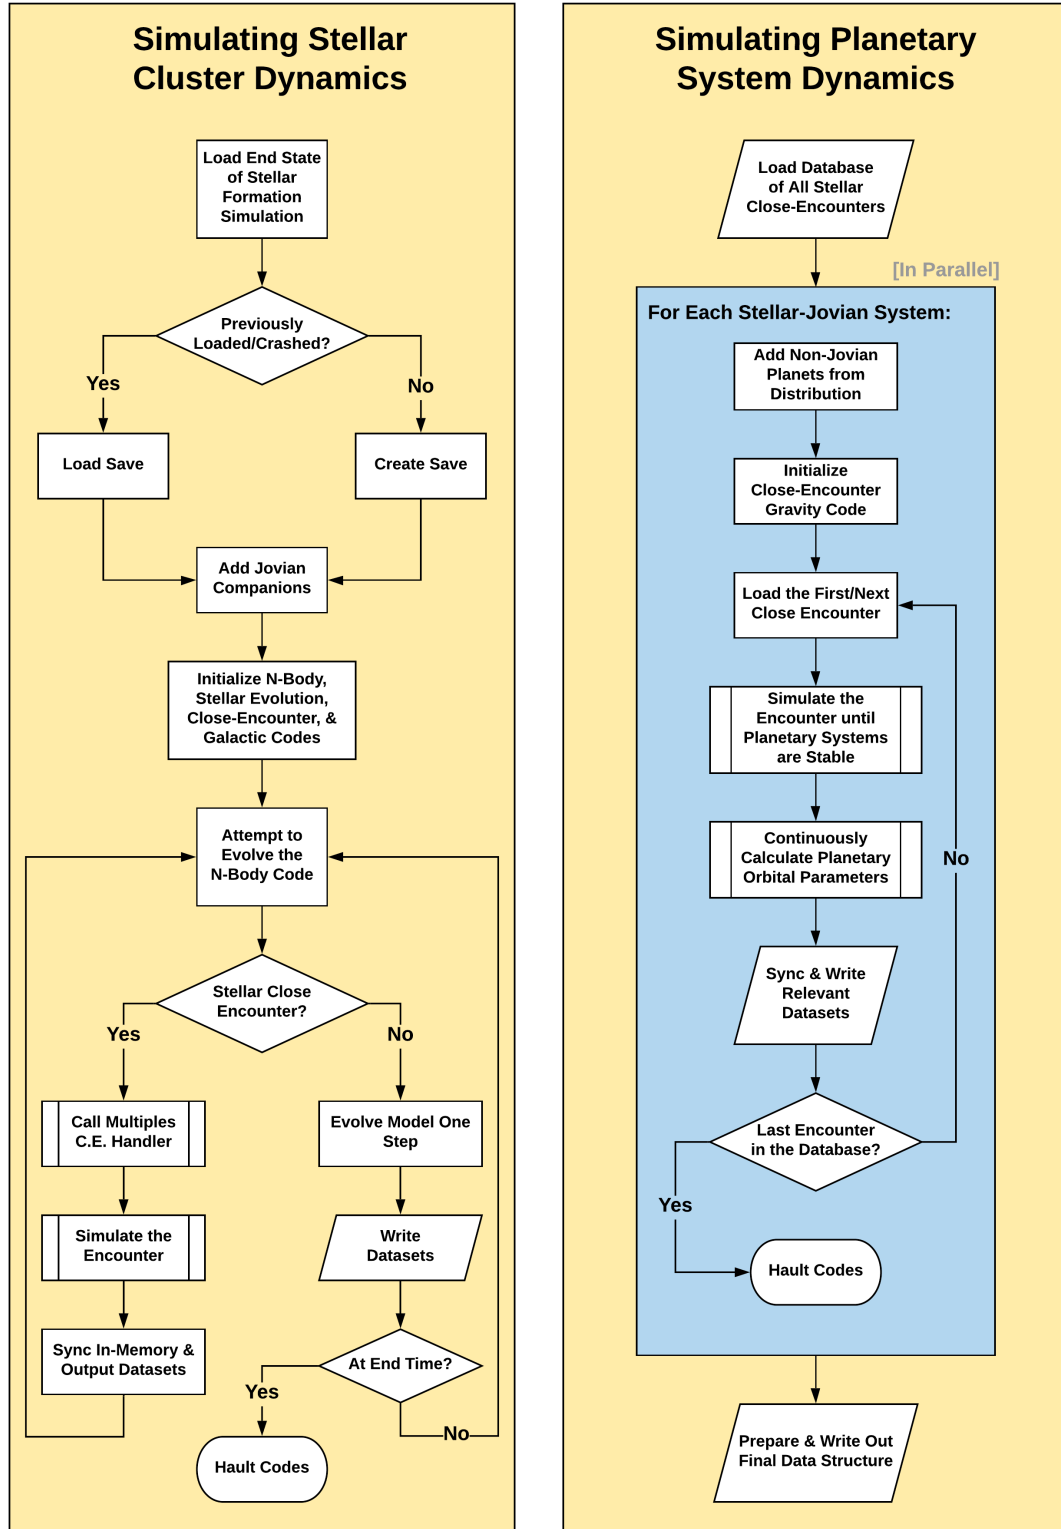 Simulating Stellar
Cluster Dynamics
Load End State
of Stellar
Formation
Simulation
Previously
Loaded/Crashed?
Yes
No
Load Save
Create Save
Add Jovian
Companions
Initialize N-Body,
Stellar Evolution,
Close-Encounter, &
Galactic Codes
Attempt to
Evolve the
N-Body Code
Stellar Close
Encounter?
Yes
No
Call Multiples
C.E. Handler
Evolve Model One
Step
Simulate the
Encounter
Write
Datasets
Sync In-Memory &
Output Datasets
At End Time?
Yes
No
Hault Codes
Simulating Planetary
System Dynamics
Load Database
of All Stellar
Close-Encounters
[In Parallel]
For Each Stellar-Jovian System:
Add Non-Jovian
Planets from
Distribution
Initialize
Close-Encounter
Gravity Code
Load the First/Next
Close Encounter
Simulate the
Encounter until
Planetary Systems
are Stable
Continuously
Calculate Planetary
Orbital Parameters
No
Sync & Write
Relevant
Datasets
Last Encounter
in the Database?
Yes
Hault Codes
Prepare & Write Out
Final Data Structure